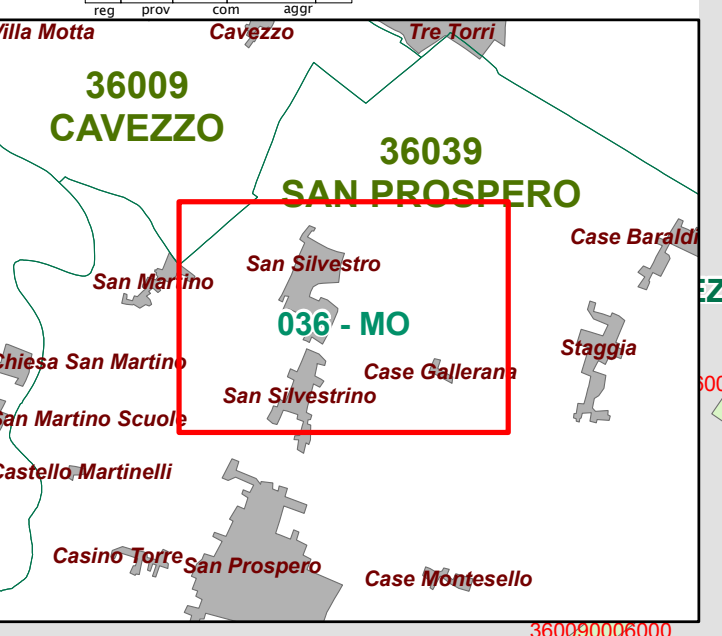 reg prov com aggr
Villa Motta
Cavezzo
Tre Torri
36009
CAVEZZO
36039
SAN PROSPERO
Case Baraldi
San Silvestro
San Martino
EZ
036 - MO
Staggia
Chiesa San Martino
Case Gallerana
600
San Silvestrino
San Martino Scuole
Castello Martinelli
Casino Torre
San Prospero
Case Montesello
360090006000